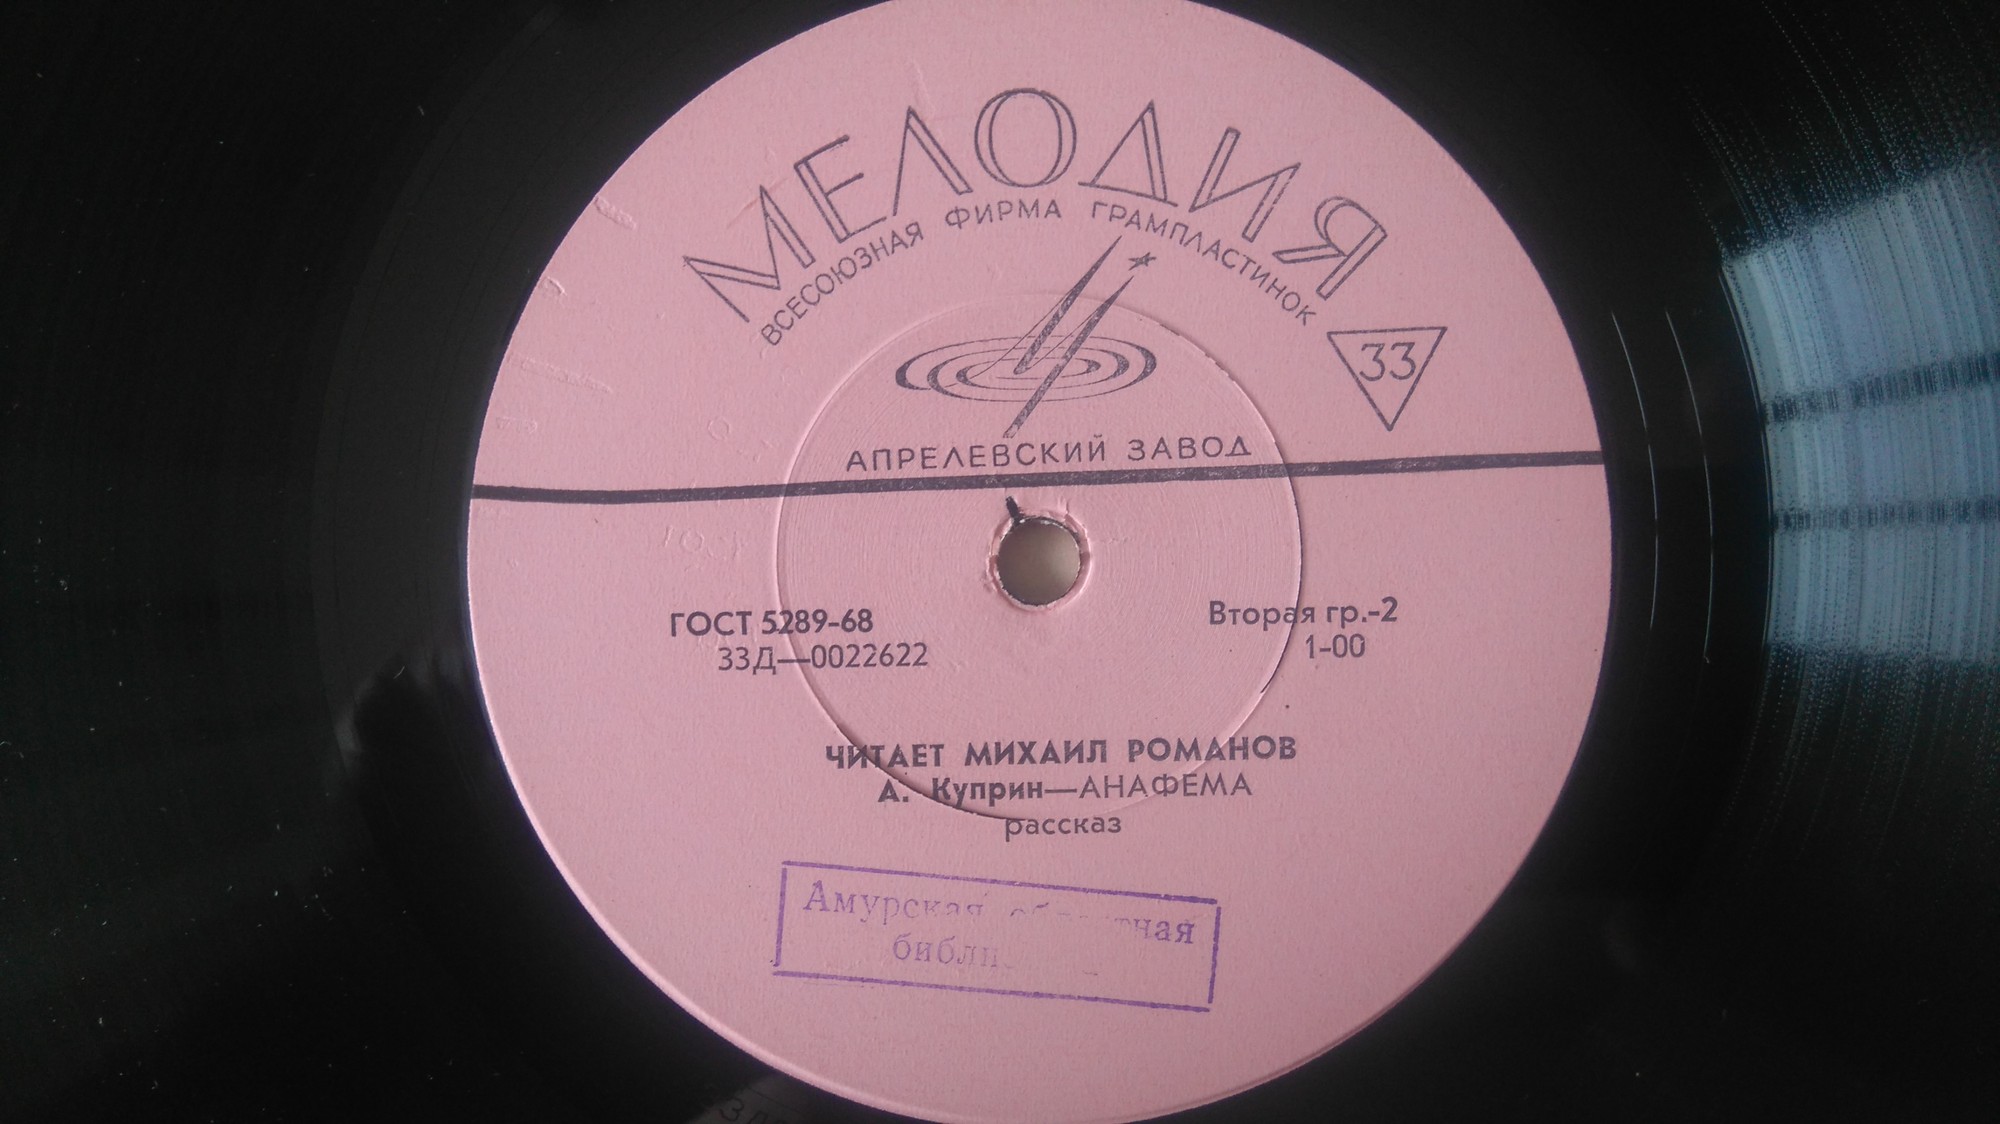 МЕЛОДИЯ
ВСЕСОЮЗНАЯ ФИРМА ГРАМПЛАСТИНОК
33
АПРЕЛЕВСКИЙ ЗАВОД
ГОСТ 5289-68
33Д—0022622
Вторая гр.-2
1-00
ЧИТАЕТ МИХАИЛ РОМАНОВ
А. Куприн—АНАФЕМА
рассказ
Амурская